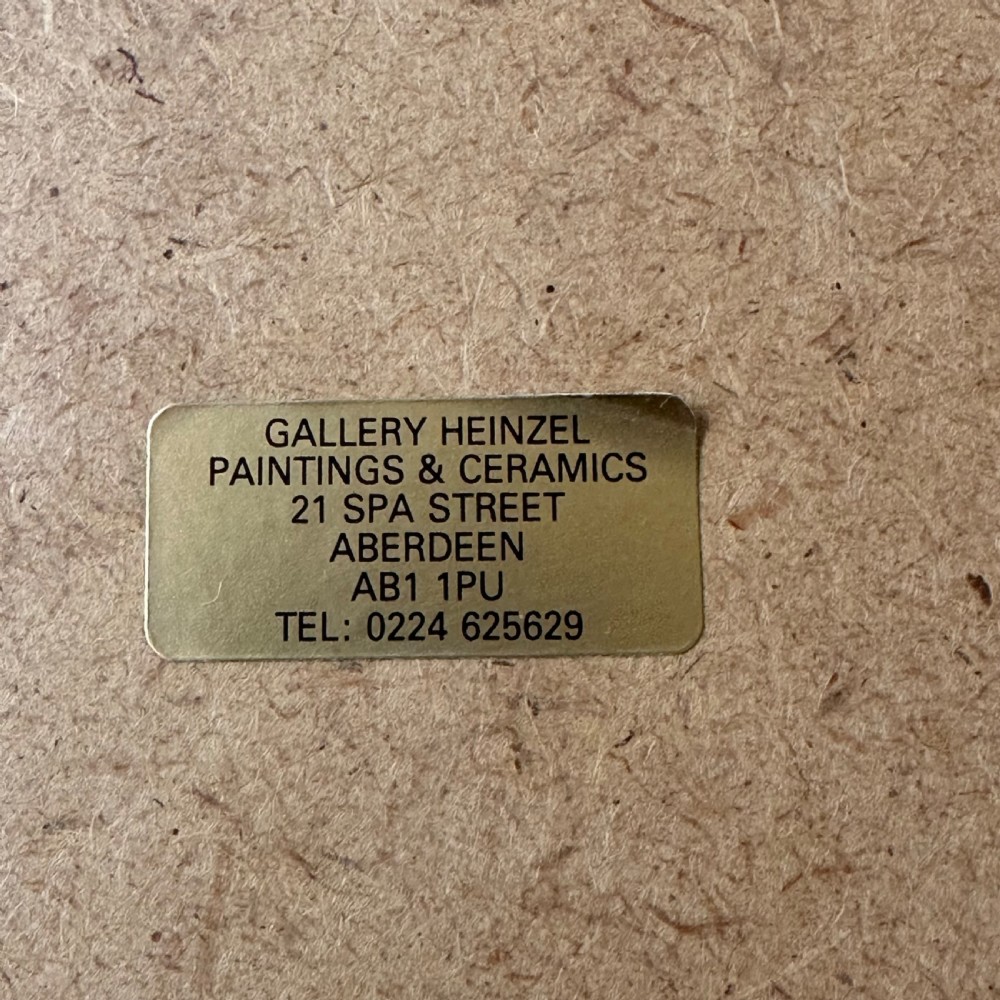 GALLERY HEINZEL
PAINTINGS & CERAMICS
21 SPA STREET
ABERDEEN
AB1 1PU
TEL: 0224 625629